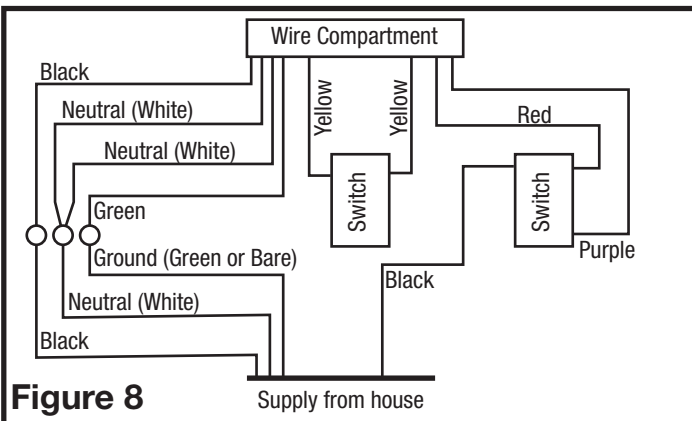 Wire Compartment
Black
Neutral (White)
Neutral (White)
Yellow
Yellow
Red
Switch
Switch
Green
Ground (Green or Bare)
Purple
Black
Neutral (White)
Black
Figure 8
Supply from house